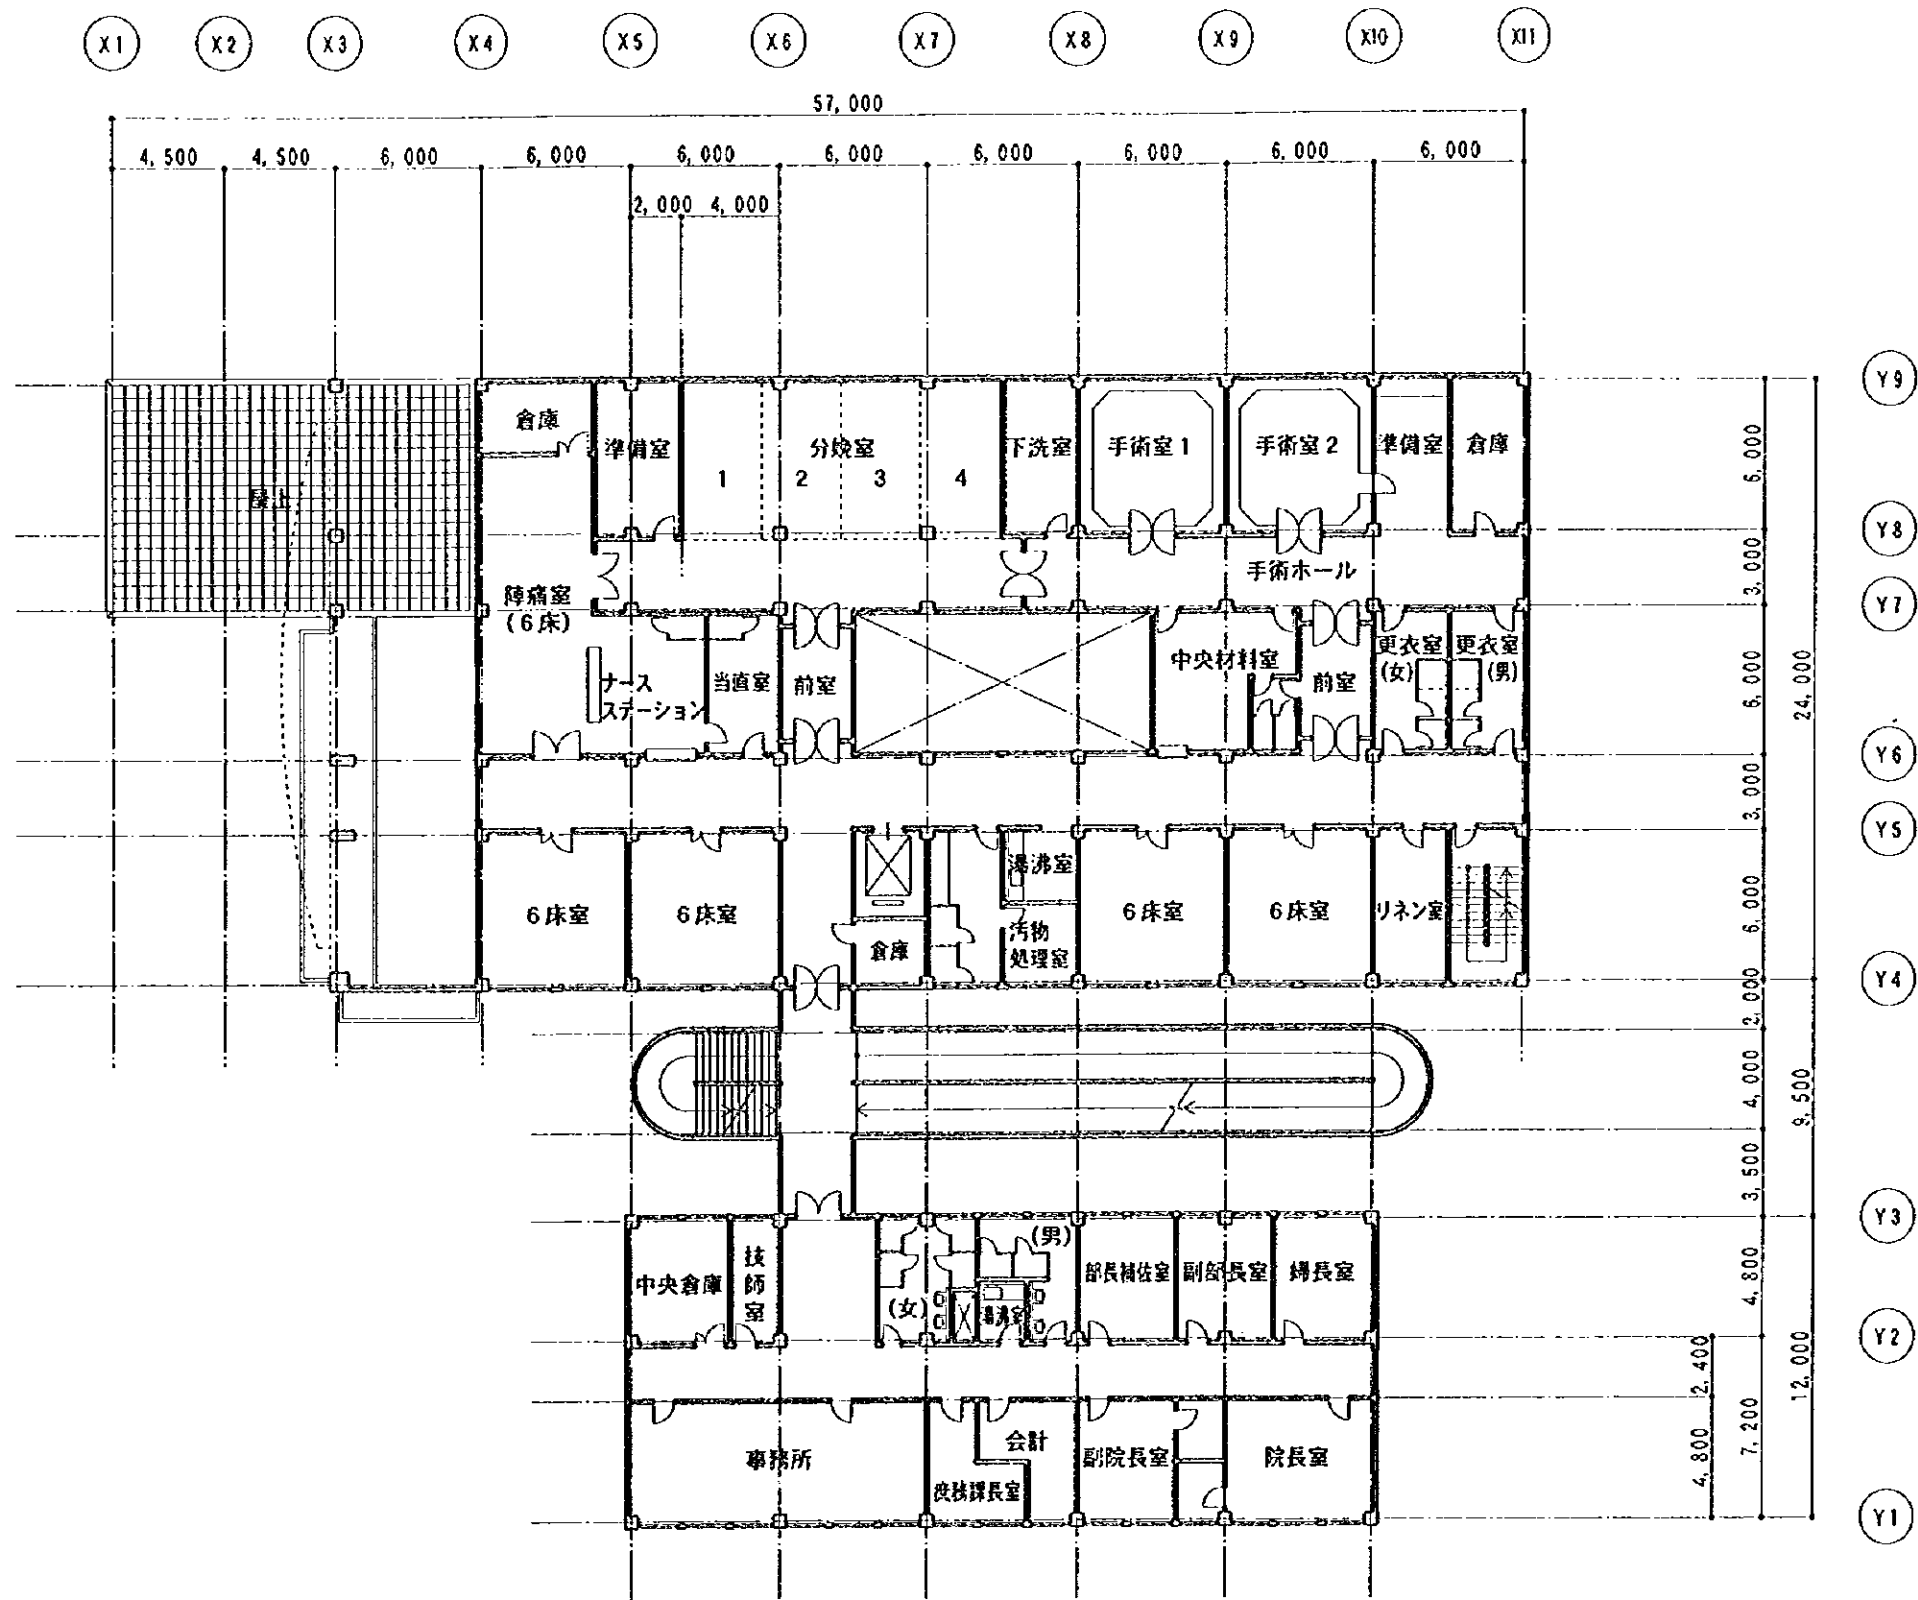 X1 X2 X3 X4 X5 X6 X7 X8 X9 X10 X11
57,000
4,500 4,500 6,000 6,000 6,000 6,000 6,000 6,000 6,000 6,000
2,000 4,000
Y9
倉庫
準備室
分娩室
下洗室
手術室1
手術室2
準備室
倉庫
6,000
1 2 3 4
屋上
Y8
3,000
手術ホール
陣痛室
(6床)
Y7
中央材料室
更衣室
(女)
更衣室
(男)
ナース
ステーション
当直室
前室
前室
6,000
24,000
Y6
3,000
Y5
湯沸室
6床室
6床室
6床室
6床室
リネン室
6,000
汚物
処理室
倉庫
Y4
2,000
4,000
9,500
3,500
Y3
(男)
中央倉庫
技師室
部長補佐室
副部長室
婦長室
4,800
(女)
湯沸室
Y2
2,400
12,000
7,200
4,800
会計
事務所
副院長室
院長室
Y1